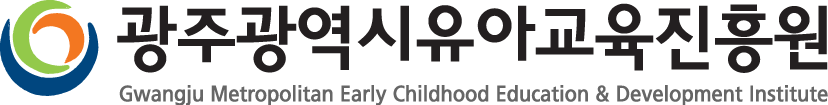 광주광역시유아교육진흥원
Gwangju Metropolitan Early Childhood Education & Development Institute